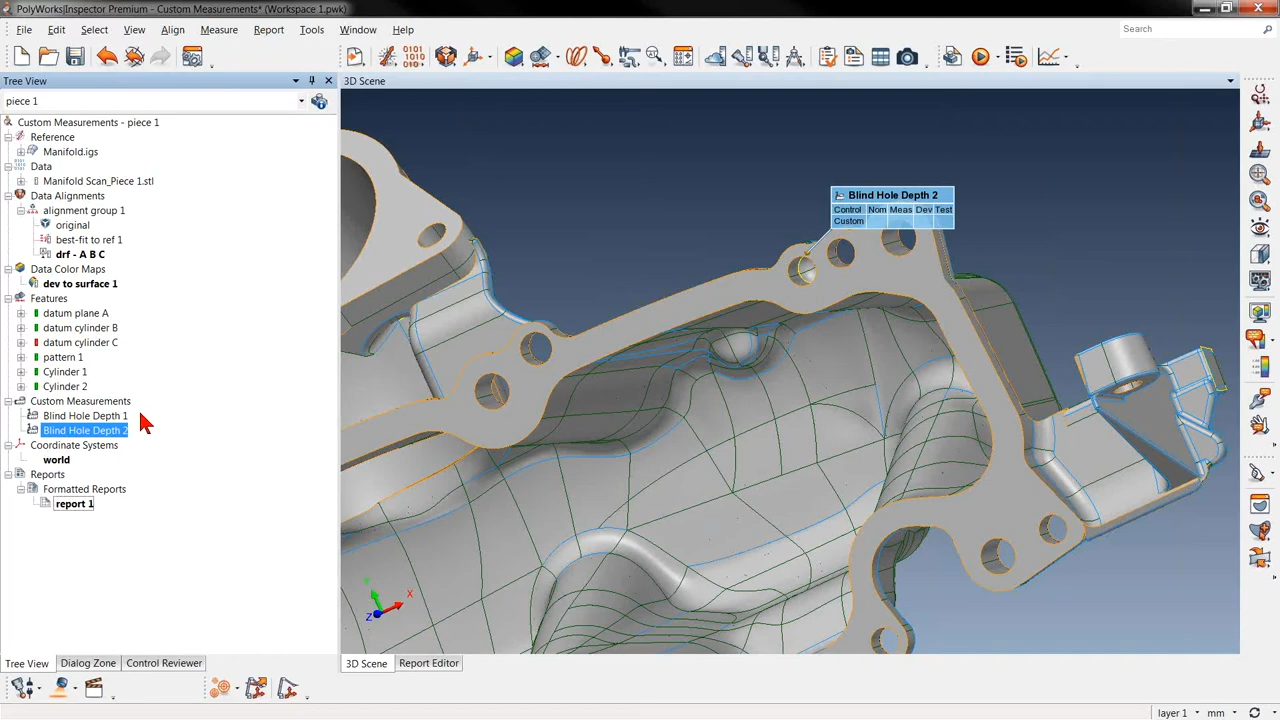 PolyWorks|Inspector Premium - Custom Measurements* (Workspace 1.pwk)
File Edit Select View Align Measure Report Tools Window Help
Search
Tree View
3D Scene
piece 1
Custom Measurements - piece 1
Reference
Manifold.igs
Data
Manifold Scan_Piece 1.stl
Data Alignments
alignment group 1
original
best-fit to ref 1
drf - A B C
Data Color Maps
dev to surface 1
Features
datum plane A
datum cylinder B
datum cylinder C
pattern 1
Cylinder 1
Cylinder 2
Custom Measurements
Blind Hole Depth 1
Blind Hole Depth 2
Coordinate Systems
world
Reports
Formatted Reports
report 1
Blind Hole Depth 2
Control Nom Meas Dev Test
Custom
Y
X
Z
Tree View Dialog Zone Control Reviewer
3D Scene Report Editor
layer 1 mm